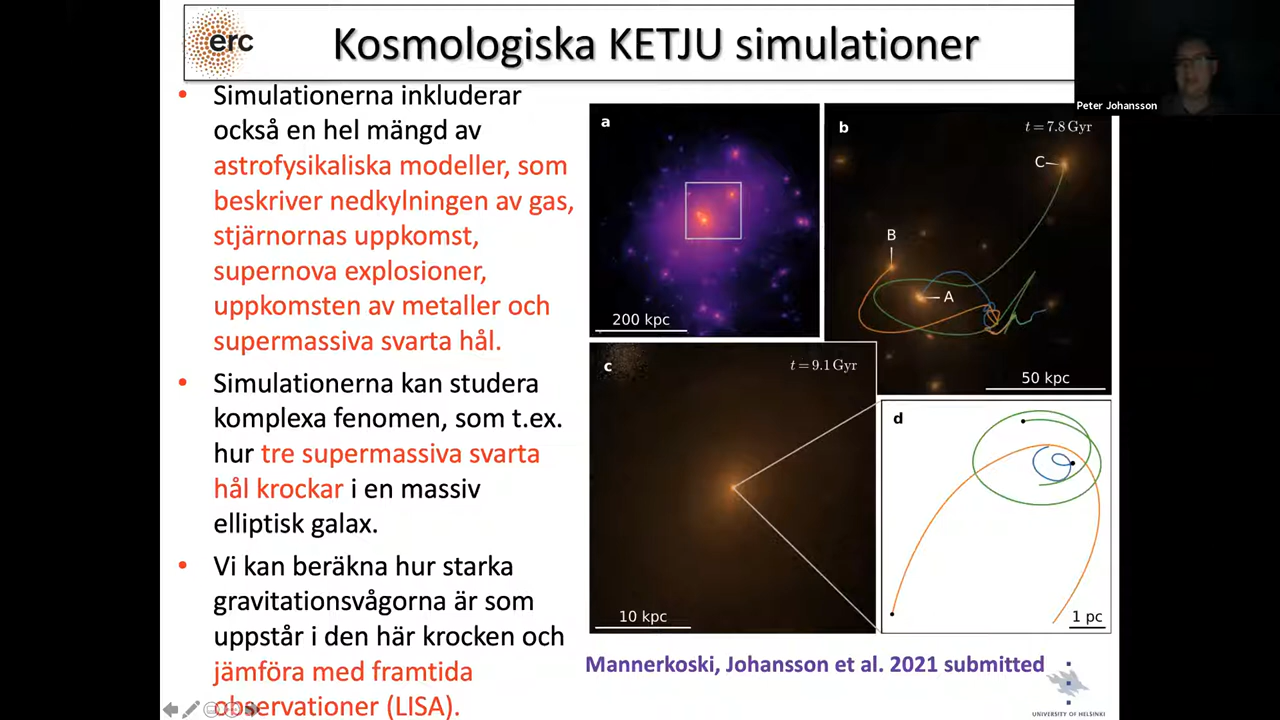 erc
Kosmologiska KETJU simulationer
Peter Johansson
• Simulationerna inkluderar
också en hel mängd av
astrofysikaliska modeller, som
beskriver nedkylningen av gas,
stjärnornas uppkomst,
supernova explosioner,
uppkomsten av metaller och
supermassiva svarta hål.
• Simulationerna kan studera
komplexa fenomen, som t.ex.
hur tre supermassiva svarta
hål krockar i en massiv
elliptisk galax.
• Vi kan beräkna hur starka
gravitationsvågorna är som
uppstår i den här krocken och
jämföra med framtida
observationer (LISA).
a
200 kpc
b
t = 7.8 Gyr
C
B
A
50 kpc
c
t = 9.1 Gyr
10 kpc
d
1 pc
Mannerkoski, Johansson et al. 2021 submitted
UNIVERSITY OF HELSINKI